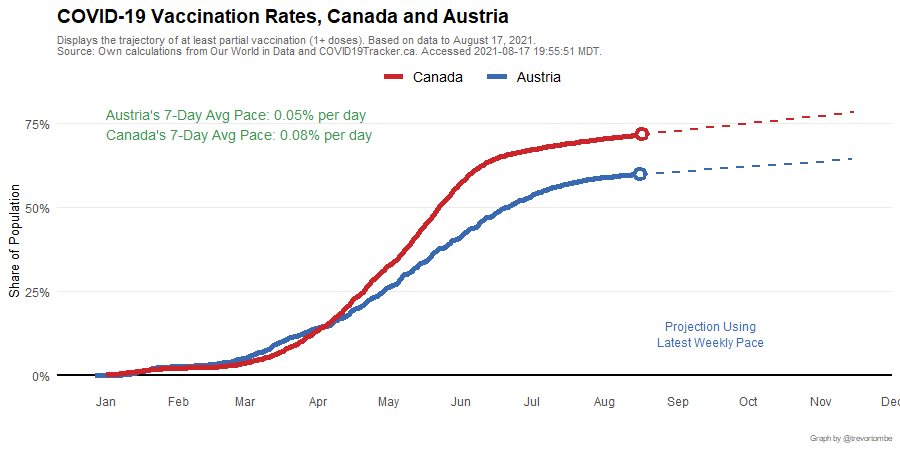 COVID-19 Vaccination Rates, Canada and Austria
Displays the trajectory of at least partial vaccination (1+ doses). Based on data to August 17, 2021.
Source: Own calculations from Our World in Data and COVID19Tracker.ca. Accessed 2021-08-17 19:55:51 MDT.
Canada Austria
Austria's 7-Day Avg Pace: 0.05% per day
Canada's 7-Day Avg Pace: 0.08% per day
75%
50%
25%
0%
Share of Population
Projection Using
Latest Weekly Pace
Jan Feb Mar Apr May Jun Jul Aug Sep Oct Nov Dec
Graph by @trevortombe